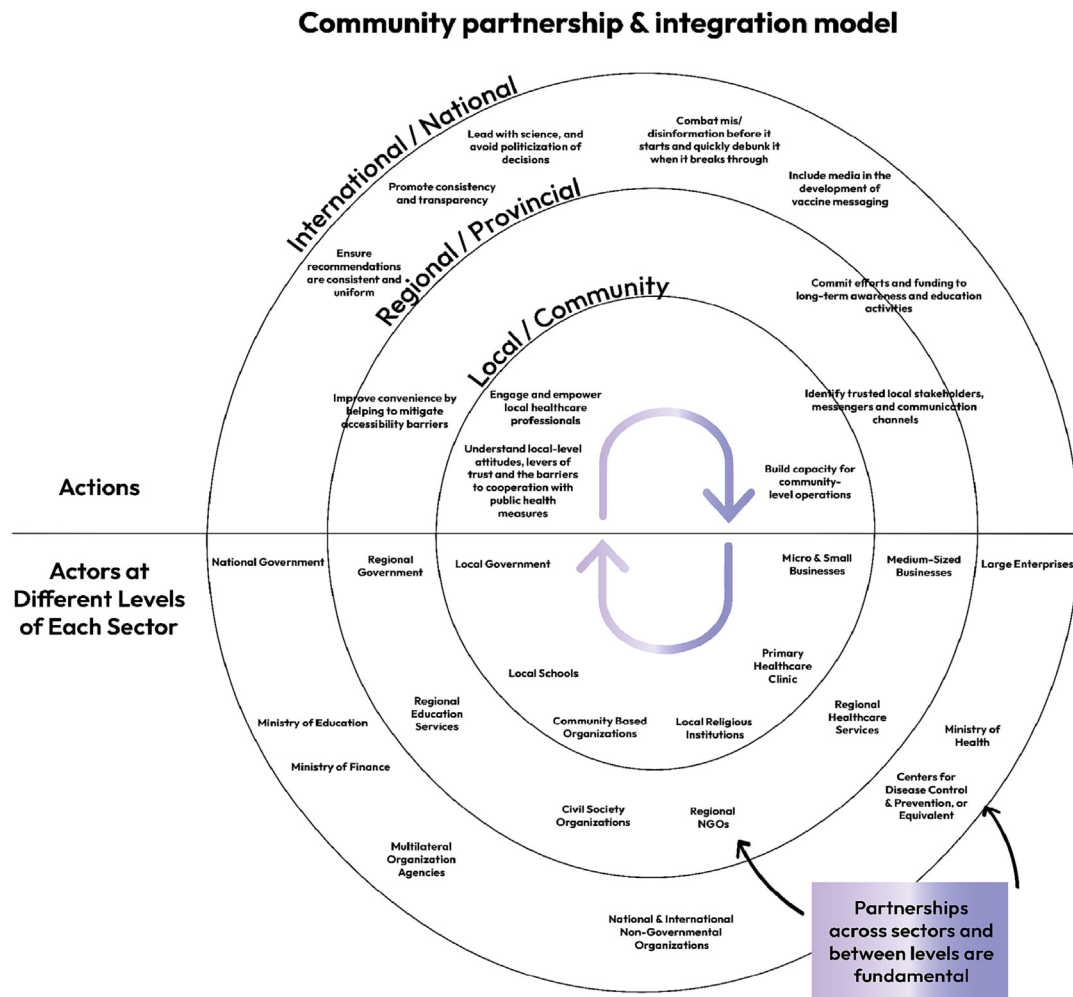 Community partnership & integration model
International / National
Regional / Provincial
Local / Community
Lead with science, and
avoid politicization of
decisions
Combat mis/
disinformation before it
starts and quickly debunk it
when it breaks through
Promote consistency
and transparency
Include media in the
development of
vaccine messaging
Ensure
recommendations
are consistent and
uniform
Commit efforts and funding to
long-term awareness and education
activities
Improve convenience by
helping to mitigate
accessibility barriers
Engage and empower
local healthcare
professionals
Identify trusted local stakeholders,
messengers and communication
channels
Understand local-level
attitudes, levers of
trust and the barriers
to cooperation with
public health
measures
Build capacity for
community-
level operations
Actions
Actors at
Different Levels
of Each Sector
National Government
Regional
Government
Local Government
Micro & Small
Businesses
Medium-Sized
Businesses
Large Enterprises
Local Schools
Primary
Healthcare
Clinic
Ministry of Education
Regional
Education
Services
Community Based
Organizations
Local Religious
Institutions
Regional
Healthcare
Services
Ministry of
Health
Ministry of Finance
Centers for
Disease Control
& Prevention, or
Equivalent
Civil Society
Organizations
Regional
NGOs
Multilateral
Organization
Agencies
National & International
Non-Governmental
Organizations
Partnerships
across sectors and
between levels are
fundamental